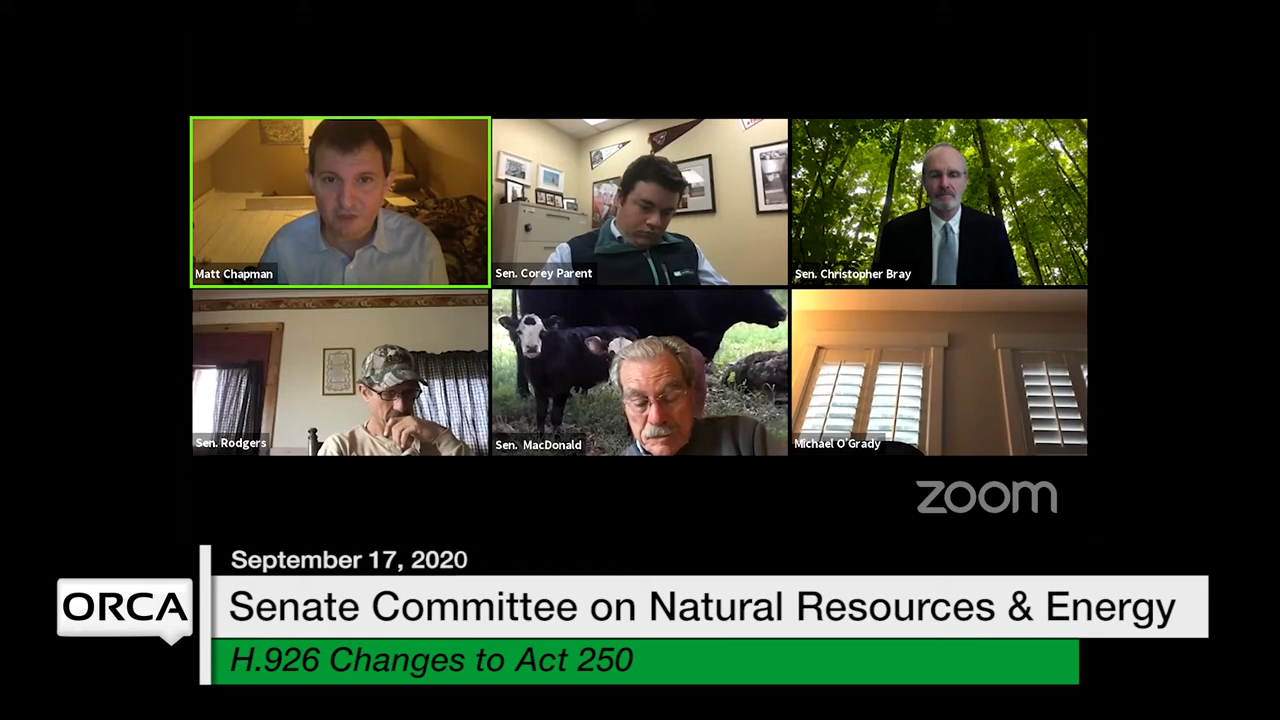 Matt Chapman
Sen. Corey Parent
Sen. Christopher Bray
Sen. Rodgers
Sen. MacDonald
Michael O'Grady
zoom
September 17, 2020
ORCA
Senate Committee on Natural Resources & Energy
H.926 Changes to Act 250